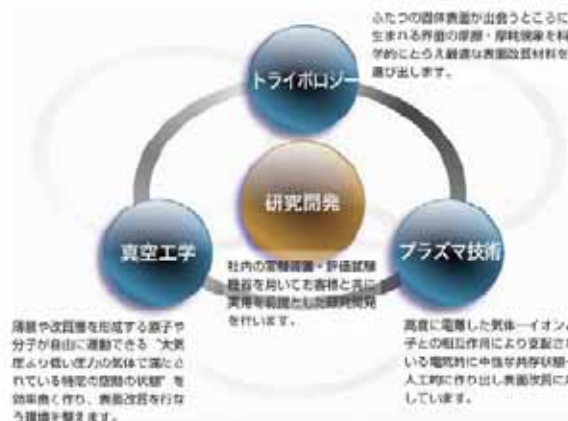 ふたつの固体表面が出会うところに
生まれる界面の摩擦・摩耗現象を科
学的にとらえ最適な表面改質材料を
選び出します。
トライボロジー
研究開発
真空工学
プラズマ技術
社内の実験装置・評価試験
機器を用いてお客様と共に
実用を前提とした研究開発
を行います。
薄膜や改質層を形成する原子や
分子が自由に運動できる “大気
圧より低い圧力の気体で満たさ
れている特定の空間の状態” を
効率良く作り、表面改質を行な
う環境を整えます。
高度に電離した気体―イオンと
子との相互作用により支配され
いる電気的に中性な共存状態
人工的に作り出し表面改質に
しています。